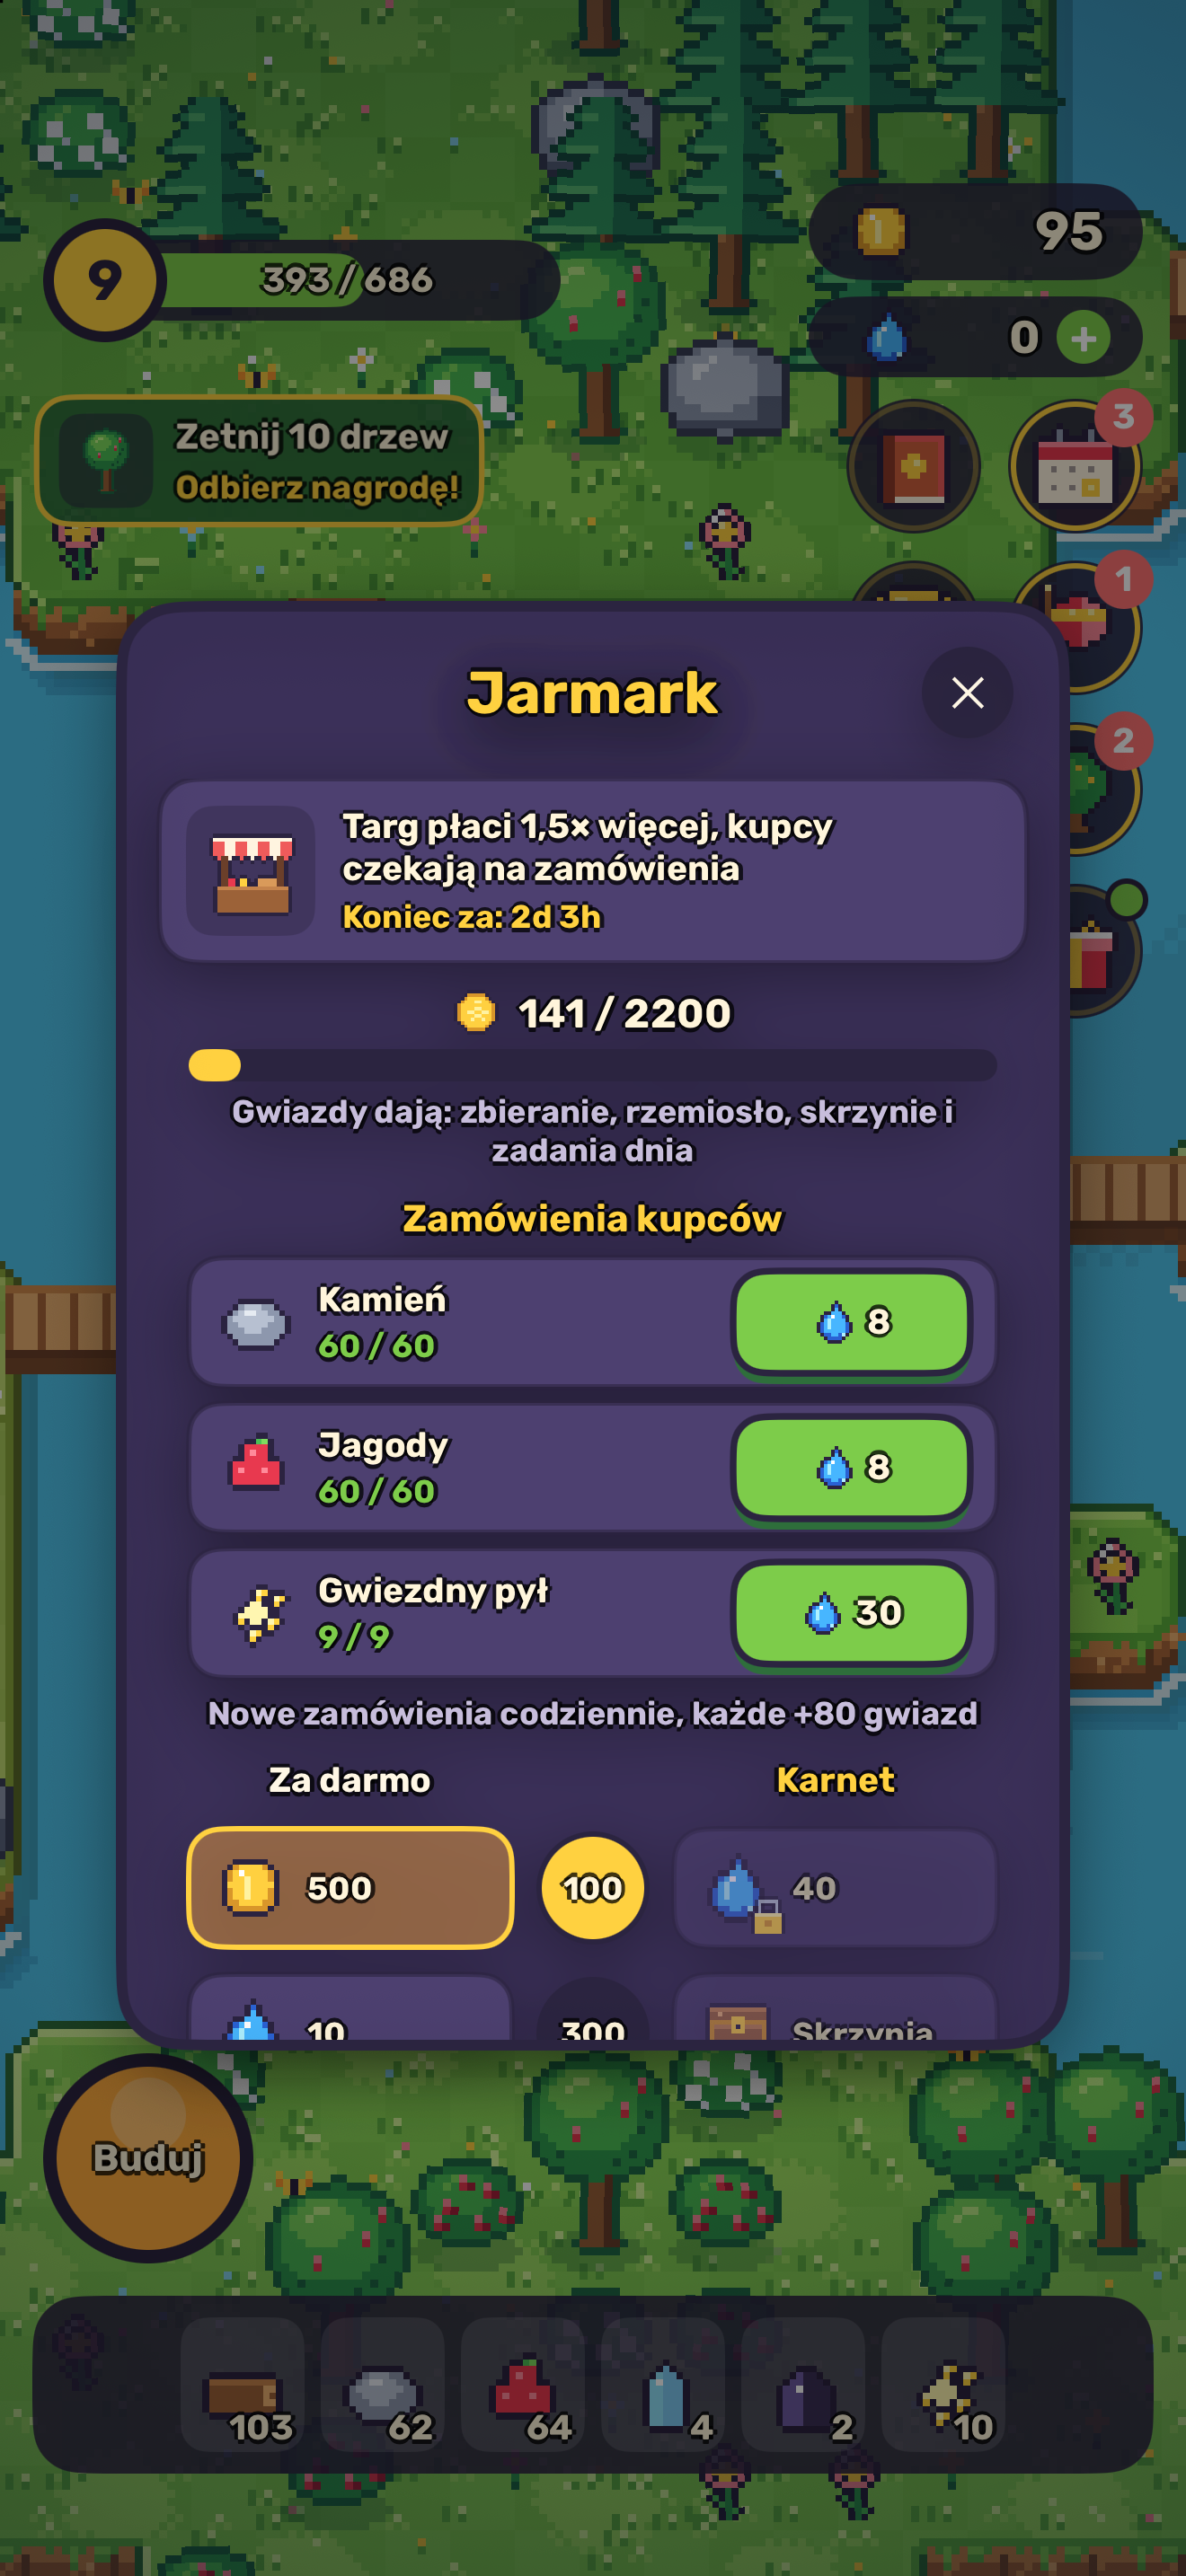 9
393 / 686
95
0 +
Zetnij 10 drzew
Odbierz nagrodę!
3
1
2
Jarmark
Targ płaci 1,5× więcej, kupcy
czekają na zamówienia
Koniec za: 2d 3h
141 / 2200
Gwiazdy dają: zbieranie, rzemiosło, skrzynie i
zadania dnia
Zamówienia kupców
Kamień
60 / 60
8
Jagody
60 / 60
8
Gwiezdny pył
9 / 9
30
Nowe zamówienia codziennie, każde +80 gwiazd
Za darmo
Karnet
500
100
40
10
300
Skrzynia
Buduj
103
62
64
4
2
10